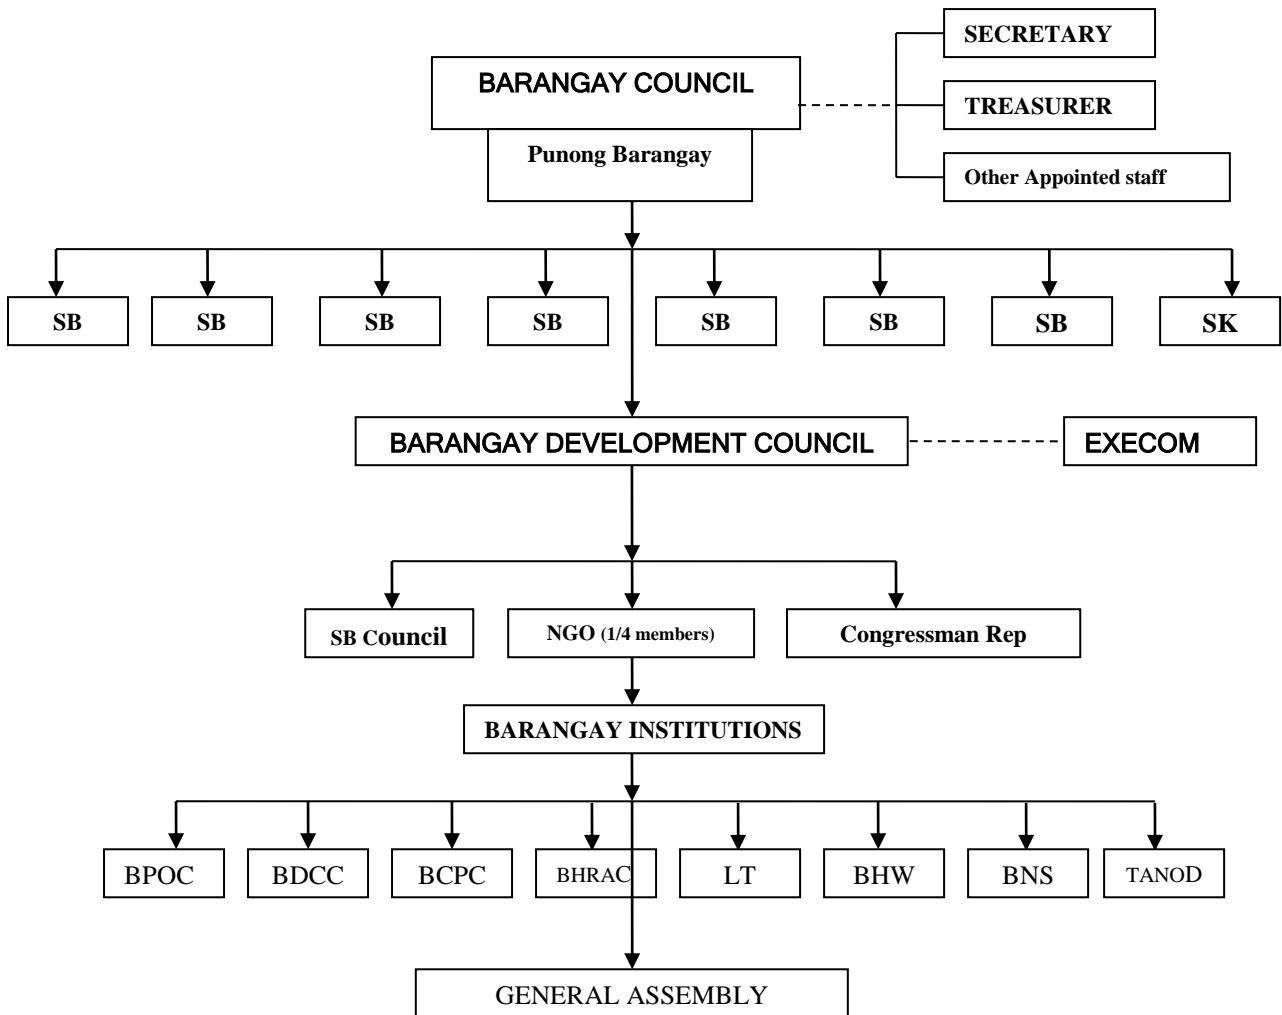 SECRETARY
BARANGAY COUNCIL
TREASURER
Punong Barangay
Other Appointed staff
SB
SB
SB
SB
SB
SB
SB
SK
BARANGAY DEVELOPMENT COUNCIL
EXECOM
SB Council
NGO (1/4 members)
Congressman Rep
BARANGAY INSTITUTIONS
BPOC
BDCC
BCPC
BHRAC
LT
BHW
BNS
TANOD
GENERAL ASSEMBLY